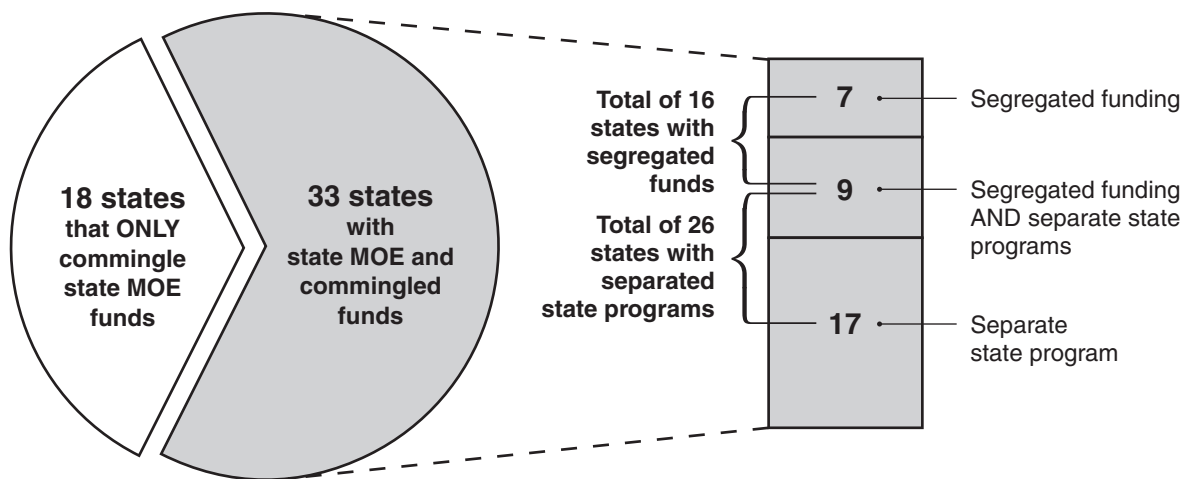 18 states
that ONLY
commingle
state MOE
funds
33 states
with
state MOE and
commingled
funds
Total of 16
states with
segregated
funds
Total of 26
states with
separated
state programs
7
9
17
Segregated funding
Segregated funding
AND separate state
programs
Separate
state program